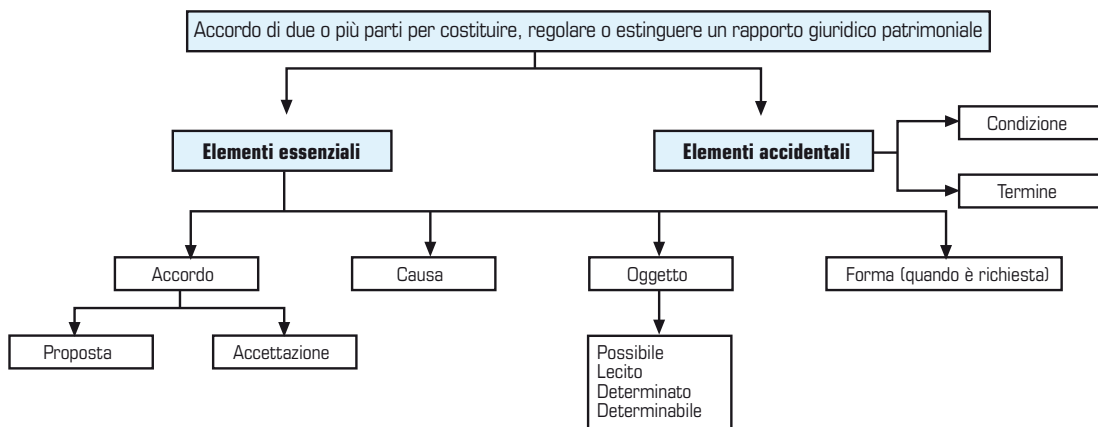 Accordo di due o più parti per costituire, regolare o estinguere un rapporto giuridico patrimoniale
Elementi essenziali
Elementi accidentali
Condizione
Termine
Accordo
Causa
Oggetto
Forma (quando è richiesta)
Proposta
Accettazione
Possibile
Lecito
Determinato
Determinabile